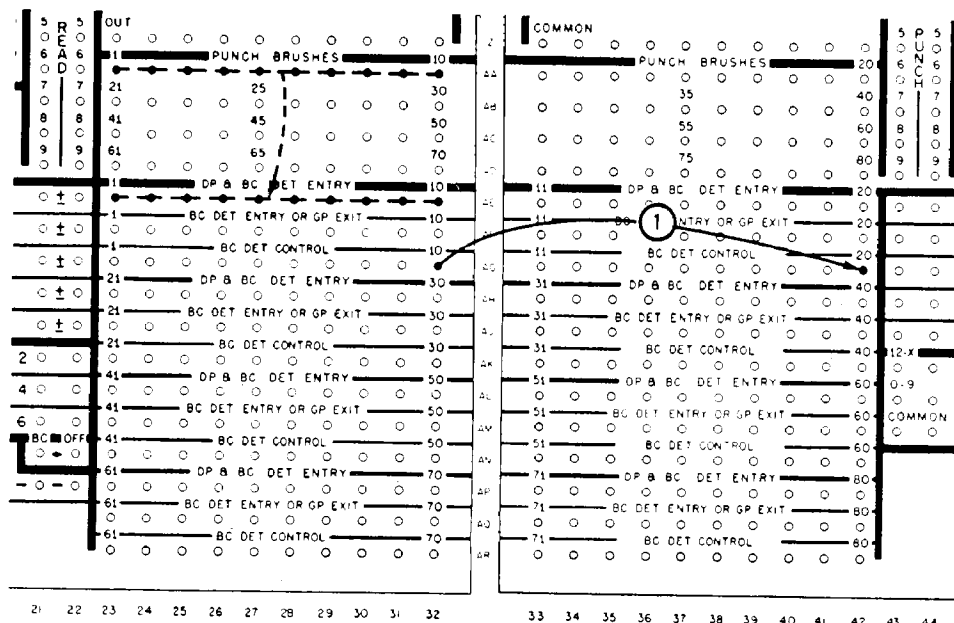 5 R 5 OUT COMMON 5 P 5
6 E 6 1 PUNCH BRUSHES 10 Z PUNCH BRUSHES 20 6 U 6
A N
D C
7 7 21 25 30 AA 35 40 7 H 7
8 8 41 45 50 AB 55 60 8 8
9 9 61 65 70 AC 75 80 9 9
1 DP & BC DET ENTRY 10 11 DP & BC DET ENTRY 20
± AE
1 BC DET ENTRY OR GP EXIT 10 11 ENTRY OR GP EXIT 20
± 1
1 BC DET CONTROL 10 11 BC DET CONTROL 20
± AG
21 DP & BC DET ENTRY 30 31 DP & BC DET ENTRY 40
± AH
21 BC DET ENTRY OR GP EXIT 30 31 BC DET ENTRY OR GP EXIT 40
± AJ
21 BC DET CONTROL 30 31 BC DET CONTROL 40 12-X
2 AK
41 DP & BC DET ENTRY 50 51 DP & BC DET ENTRY 60 0-9
4 AL
41 BC DET ENTRY OR GP EXIT 50 51 BC DET ENTRY OR GP EXIT 60 COMMON
6 AM
BC OFF 41 BC DET CONTROL 50 51 BC DET CONTROL 60
AN
61 DP & BC DET ENTRY 70 71 DP & BC DET ENTRY 80
AP
61 BC DET ENTRY OR GP EXIT 70 71 BC DET ENTRY OR GP EXIT 80
AQ
61 BC DET CONTROL 70 71 BC DET CONTROL 80
AR
21 22 23 24 25 26 27 28 29 30 31 32 33 34 35 36 37 38 39 40 41 42 43 44